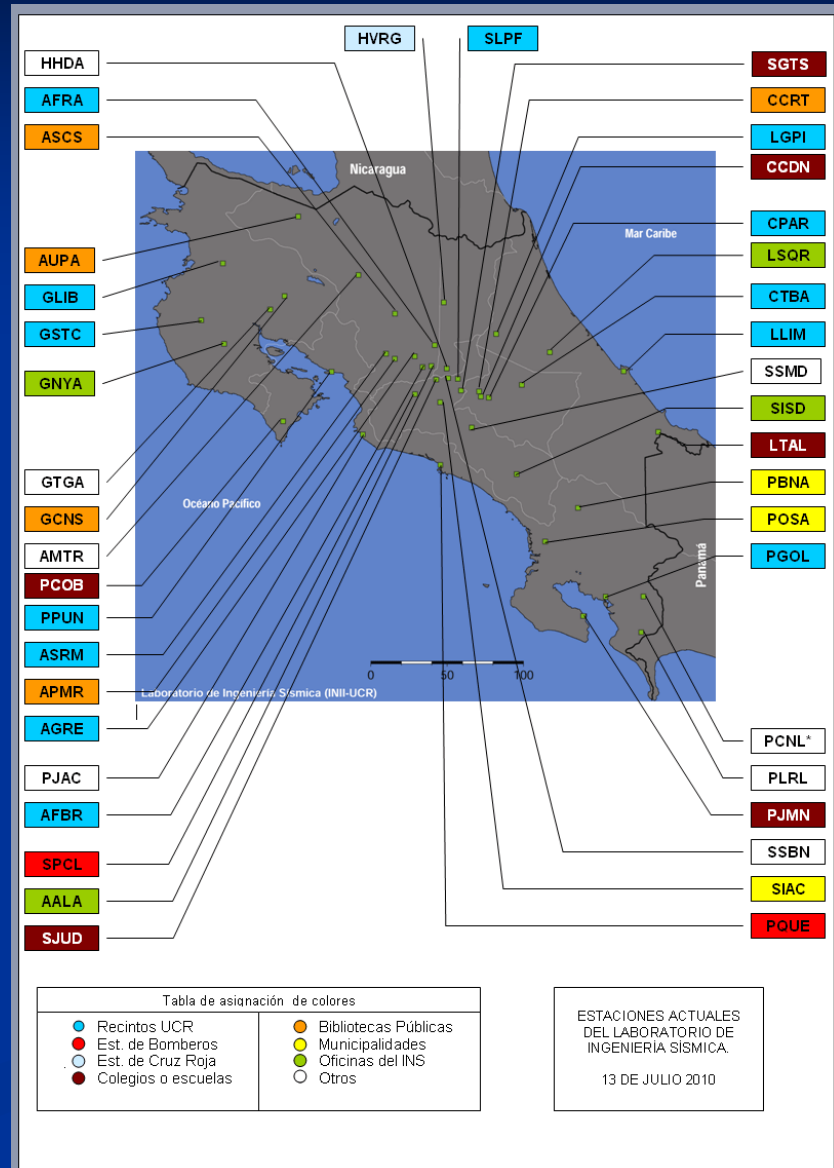 HVRG
SLPF
HHDA
AFRA
ASCS
AUPA
GLIB
GSTC
GNYA
GTGA
GCNS
AMTR
PCOB
PPUN
ASRM
APMR
AGRE
PJAC
AFBR
SPCL
AALA
SJUD
Nicaragua
Mar Caribe
Océano Pacífico
Panamá
0 50 100
Laboratorio de Ingeniería Sísmica (INII-UCR)
SGTS
CCRT
LGPI
CCDN
CPAR
LSQR
CTBA
LLIM
SSMD
SISD
LTAL
PBNA
POSA
PGOL
PCNL*
PLRL
PJMN
SSBN
SIAC
PQUE
Tabla de asignación de colores
Recintos UCR
Est. de Bomberos
Est. de Cruz Roja
Colegios o escuelas
Bibliotecas Públicas
Municipalidades
Oficinas del INS
Otros
ESTACIONES ACTUALES
DEL LABORATORIO DE
INGENIERÍA SÍSMICA.
13 DE JULIO 2010